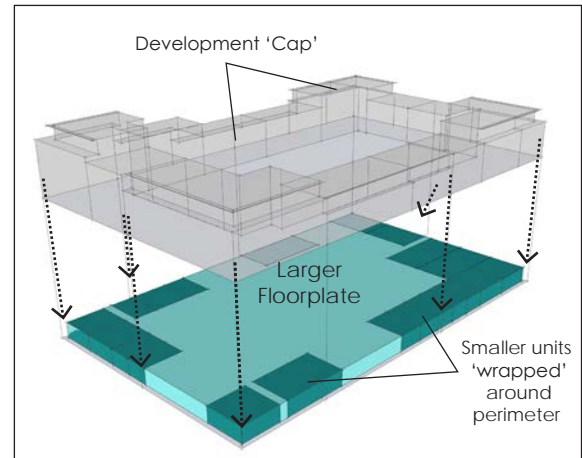 Development ‘Cap’
Larger
Floorplate
Smaller units
‘wrapped’
around
perimeter